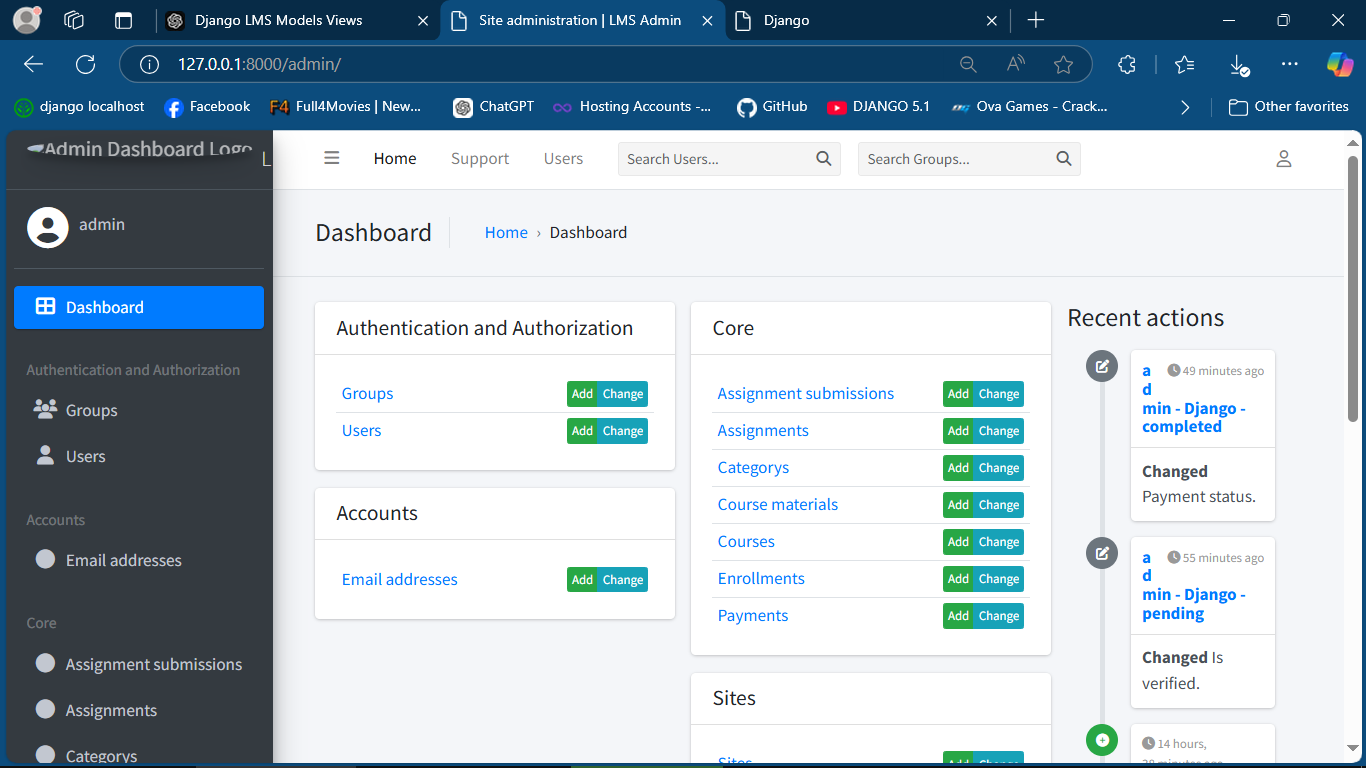 Django LMS Models Views
Site administration | LMS Admin
Django
127.0.0.1:8000/admin/
django localhost
Facebook
Full4Movies | New...
ChatGPT
Hosting Accounts -...
GitHub
DJANGO 5.1
Ova Games - Crack...
Other favorites
Admin Dashboard Logo
L
Home
Support
Users
Search Users...
Search Groups...
admin
Dashboard
Home › Dashboard
Dashboard
Authentication and Authorization
Groups
Users
Accounts
Email addresses
Core
Assignment submissions
Assignments
Categorys
Authentication and Authorization
Groups Add Change
Users Add Change
Accounts
Email addresses Add Change
Core
Assignment submissions Add Change
Assignments Add Change
Categorys Add Change
Course materials Add Change
Courses Add Change
Enrollments Add Change
Payments Add Change
Sites
Sites Add Change
Recent actions
49 minutes ago
a
d
min - Django -
completed
Changed
Payment status.
55 minutes ago
a
d
min - Django -
pending
Changed Is
verified.
14 hours,
minutes ago